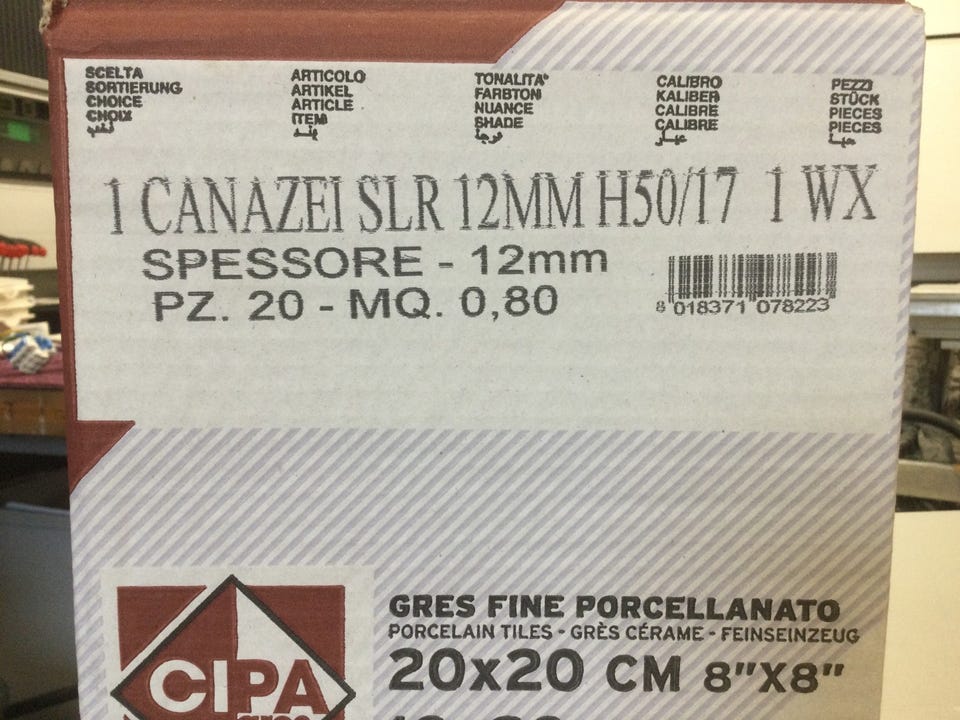 SCELTA
SORTIERUNG
CHOICE
CHOIX
ARTICOLO
ARTIKEL
ARTICLE
ITEM
TONALITA'
FARBTON
NUANCE
SHADE
CALIBRO
KALIBER
CALIBRE
CALIBRE
PEZZI
STÜCK
PIECES
PIECES
1 CANAZEI SLR 12MM H50/17 1 WX
SPESSORE - 12mm
PZ. 20 - MQ. 0,80
8 018371 078223
CIPA
gres
GRES FINE PORCELLANATO
PORCELAIN TILES - GRÈS CÉRAME - FEINSEINZEUG
20x20 CM 8"X8"